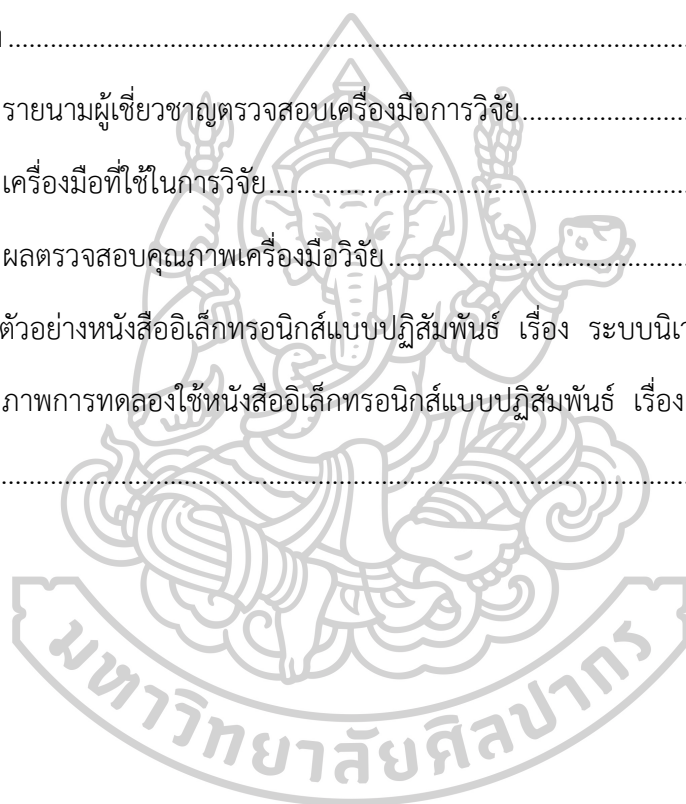 รายนามผู้เชี่ยวชาญตรวจสอบเครื่องมือการวิจัย
เครื่องมือที่ใช้ในการวิจัย
ผลตรวจสอบคุณภาพเครื่องมือวิจัย
ตัวอย่างหนังสืออิเล็กทรอนิกส์แบบปฏิสัมพันธ์ เรื่อง ระบบนิเว
ภาพการทดลองใช้หนังสืออิเล็กทรอนิกส์แบบปฏิสัมพันธ์ เรื่อง
มหาวิทยาลัยศิลปากร